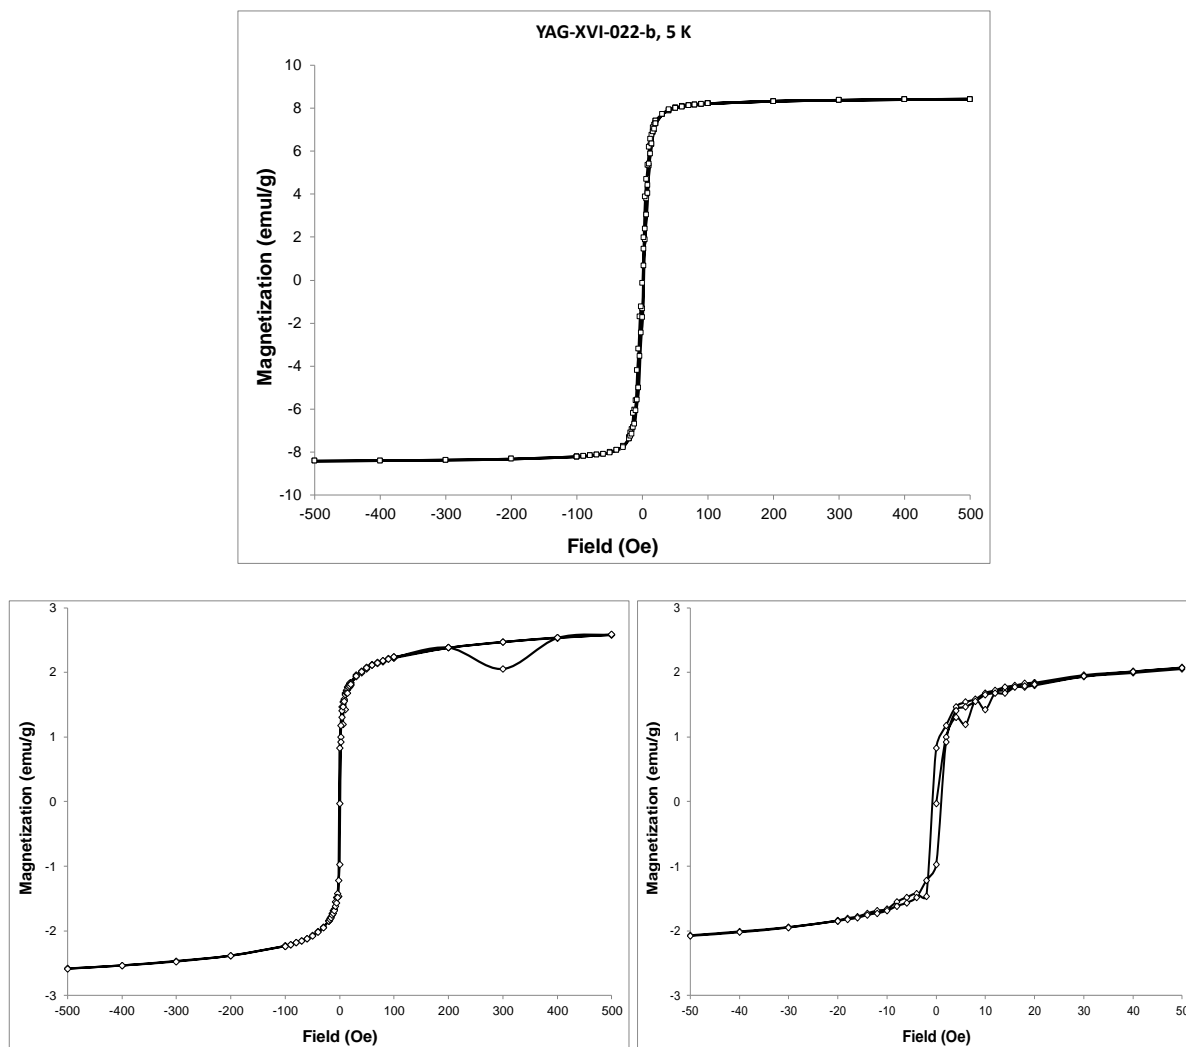 YAG-XVI-022-b, 5 K
10
8
6
4
2
0
-2
-4
-6
-8
-10
Magnetization (emul/g)
-500 -400 -300 -200 -100 0 100 200 300 400 500
Field (Oe)
3
2
1
0
-1
-2
-3
Magnetization (emu/g)
-500 -400 -300 -200 -100 0 100 200 300 400 500
Field (Oe)
3
2
1
0
-1
-2
-3
Magnetization (emu/g)
-50 -40 -30 -20 -10 0 10 20 30 40 50
Field (Oe)